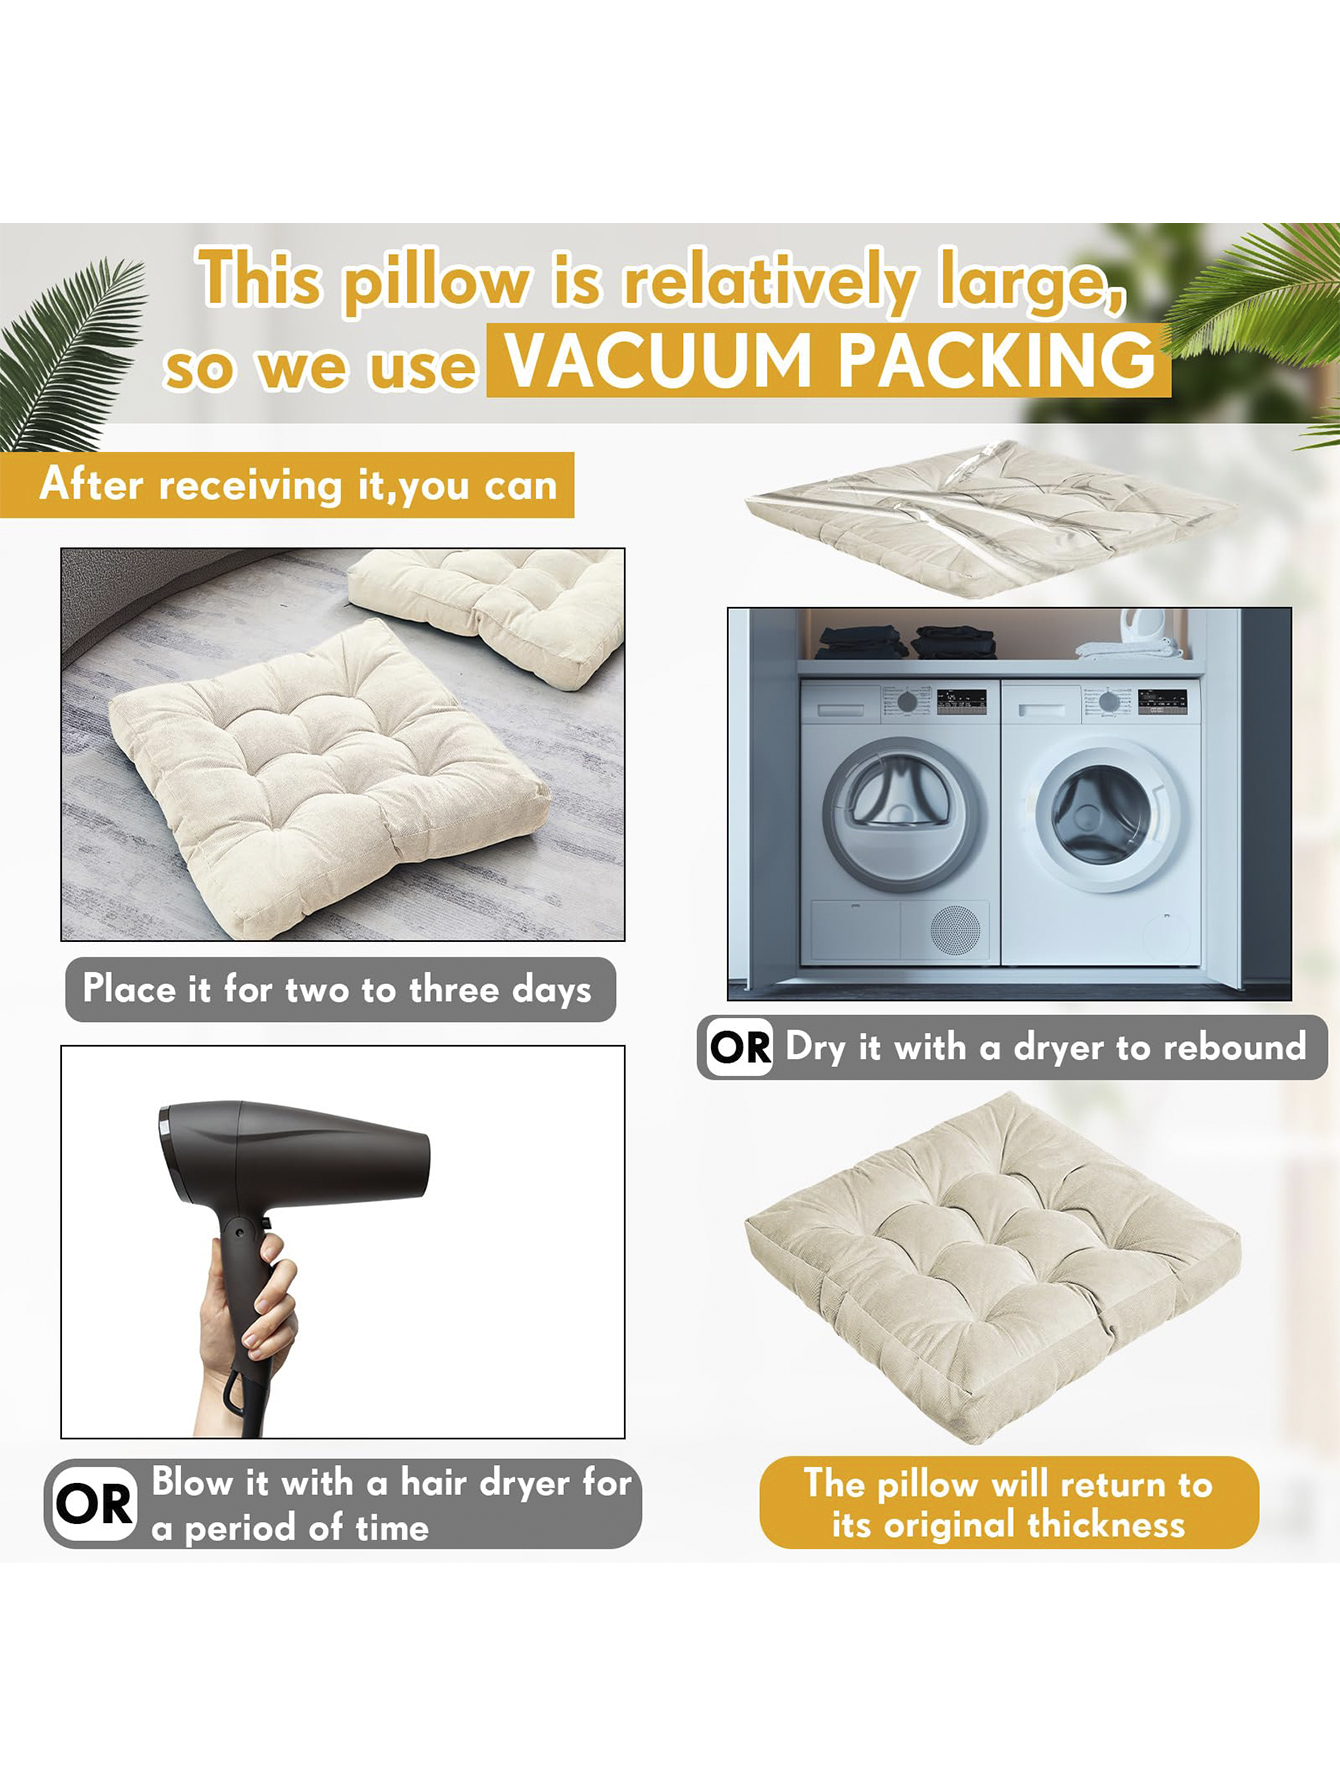 This pillow is relatively large,
so we use VACUUM PACKING
After receiving it,you can
Place it for two to three days
OR Dry it with a dryer to rebound
OR Blow it with a hair dryer for
a period of time
The pillow will return to
its original thickness